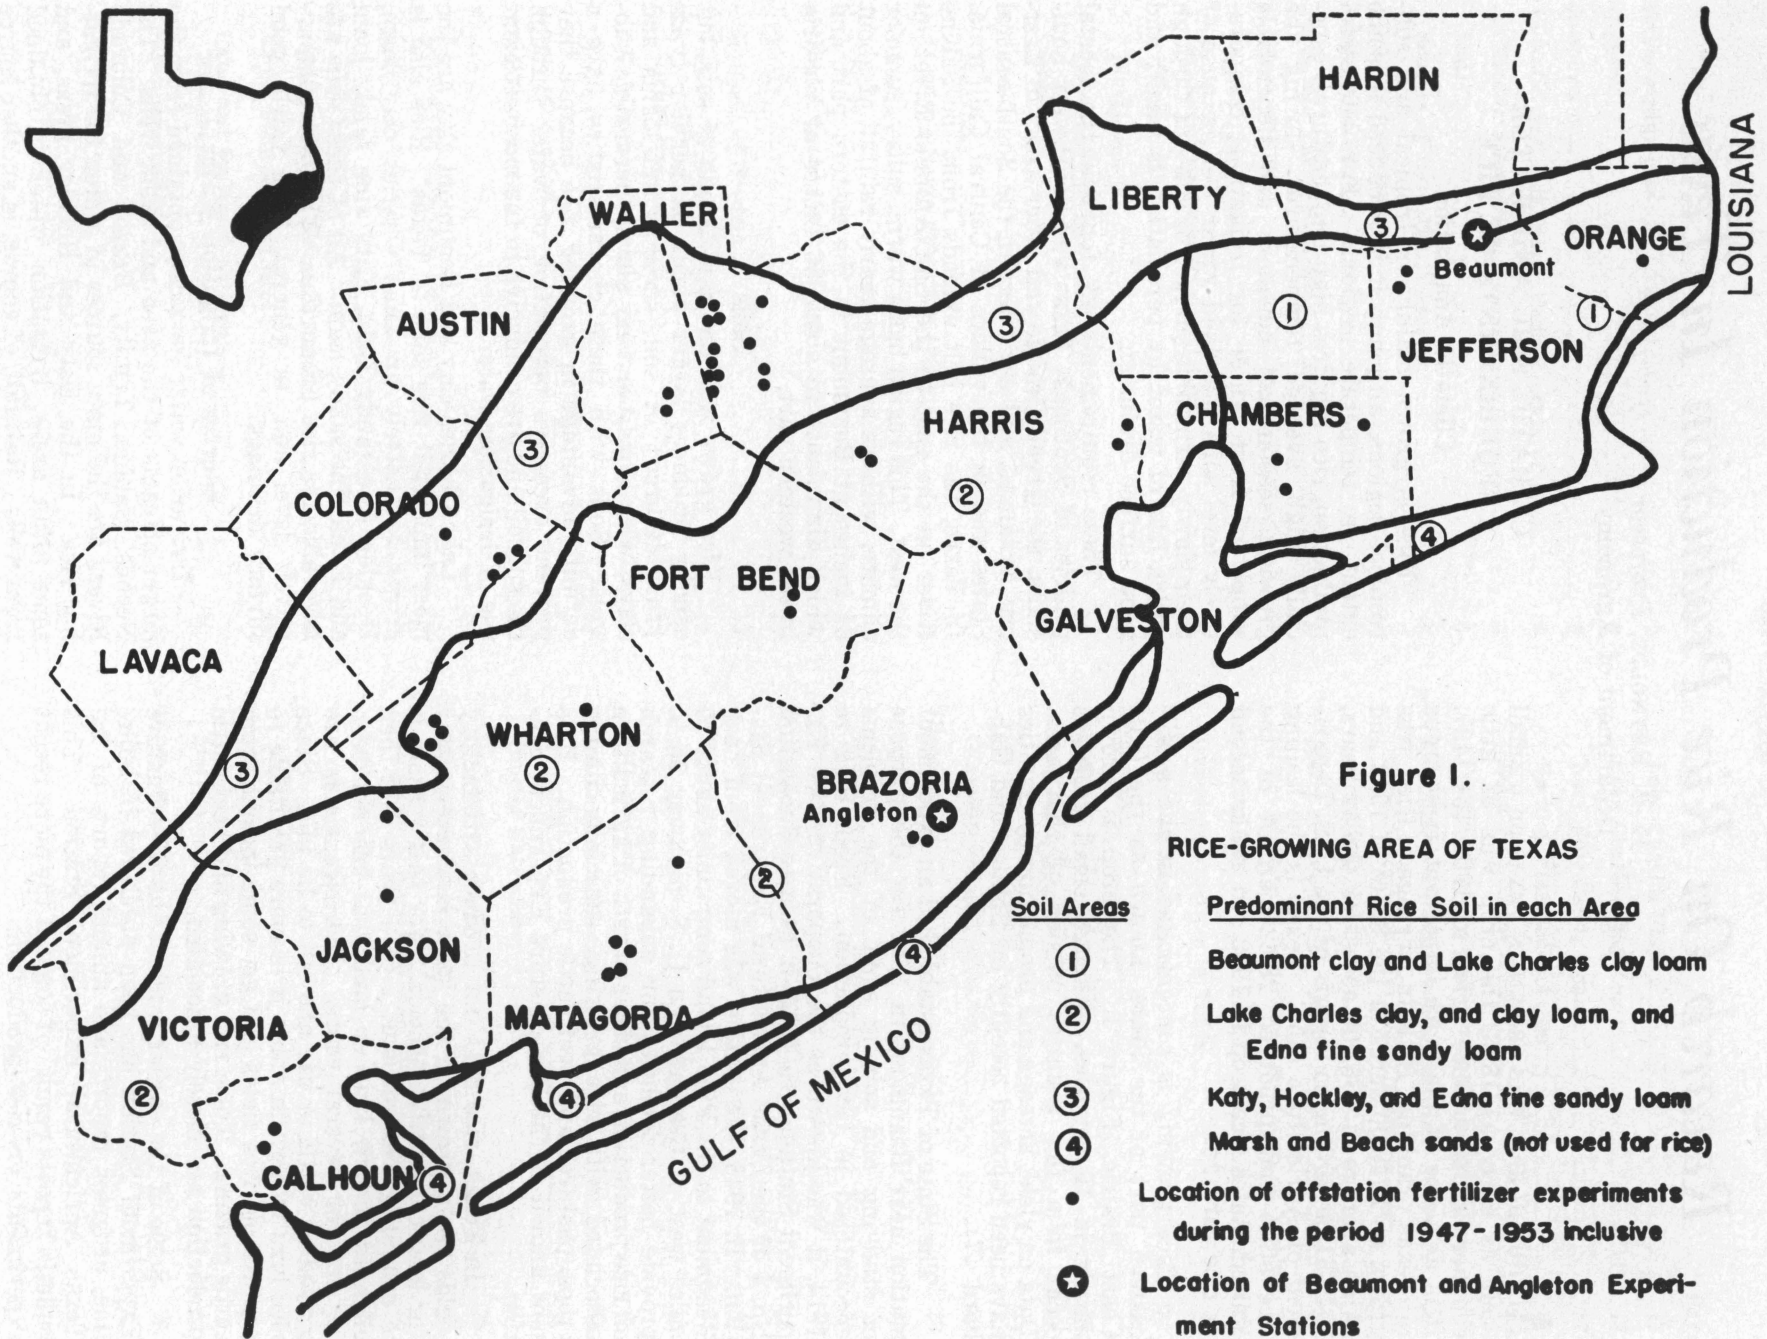 HARDIN
LOUISIANA
LIBERTY
WALLER
3
ORANGE
Beaumont
AUSTIN
3
1
1
JEFFERSON
HARRIS
CHAMBERS
3
COLORADO
2
4
FORT BEND
GALVESTON
LAVACA
WHARTON
3
2
BRAZORIA
Angleton
2
JACKSON
4
MATAGORDA
VICTORIA
2
4
GULF OF MEXICO
CALHOUN
4
Figure 1.
RICE-GROWING AREA OF TEXAS
Soil Areas Predominant Rice Soil in each Area
1 Beaumont clay and Lake Charles clay loam
2 Lake Charles clay, and clay loam, and
Edna fine sandy loam
3 Katy, Hockley, and Edna fine sandy loam
4 Marsh and Beach sands (not used for rice)
Location of offstation fertilizer experiments
during the period 1947-1953 inclusive
Location of Beaumont and Angleton Experi-
ment Stations